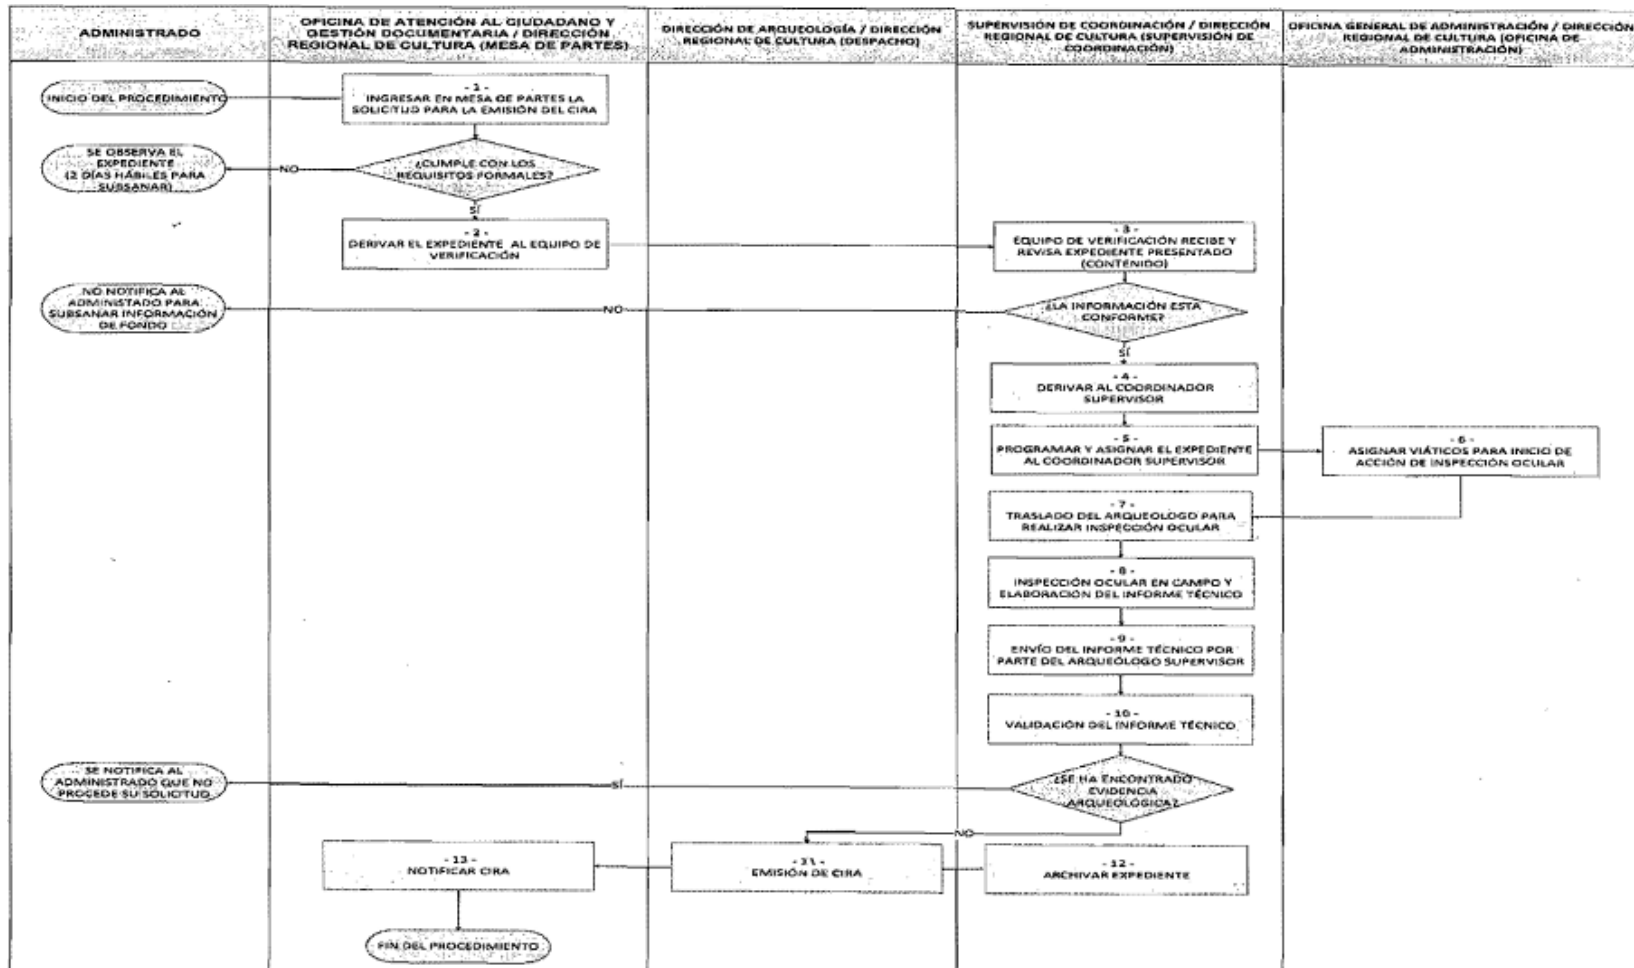 ADMINISTRADO
OFICINA DE ATENCIÓN AL CIUDADANO Y
GESTIÓN DOCUMENTARIA / DIRECCIÓN
REGIONAL DE CULTURA (MESA DE PARTES)
DIRECCIÓN DE ARQUEOLOGÍA / DIRECCIÓN
REGIONAL DE CULTURA (DESPACHO)
SUPERVISIÓN DE COORDINACIÓN / DIRECCIÓN
REGIONAL DE CULTURA (SUPERVISIÓN DE
COORDINACIÓN)
OFICINA GENERAL DE ADMINISTRACIÓN / DIRECCIÓN
REGIONAL DE CULTURA (OFICINA DE
ADMINISTRACIÓN)
INICIO DEL PROCEDIMIENTO
- 1 -
INGRESAR EN MESA DE PARTES LA
SOLICITUD PARA LA EMISIÓN DEL CIRA
SE OBSERVA EL
EXPEDIENTE
(2 DÍAS HÁBILES PARA
SUBSANAR)
NO
¿CUMPLE CON LOS
REQUISITOS FORMALES?
SÍ
- 2 -
DERIVAR EL EXPEDIENTE AL EQUIPO DE
VERIFICACIÓN
- 3 -
EQUIPO DE VERIFICACIÓN RECIBE Y
REVISA EXPEDIENTE PRESENTADO
(CONTENIDO)
NO NOTIFICA AL
ADMINISTADO PARA
SUBSANAR INFORMACIÓN
DE FONDO
NO
¿LA INFORMACIÓN ESTA
CONFORME?
SÍ
- 4 -
DERIVAR AL COORDINADOR
SUPERVISOR
- 5 -
PROGRAMAR Y ASIGNAR EL EXPEDIENTE
AL COORDINADOR SUPERVISOR
- 6 -
ASIGNAR VIÁTICOS PARA INICIO DE
ACCIÓN DE INSPECCIÓN OCULAR
- 7 -
TRASLADO DEL ARQUEOLOGO PARA
REALIZAR INSPECCIÓN OCULAR
- 8 -
INSPECCIÓN OCULAR EN CAMPO Y
ELABORACIÓN DEL INFORME TÉCNICO
- 9 -
ENVÍO DEL INFORME TÉCNICO POR
PARTE DEL ARQUEÓLOGO SUPERVISOR
- 10 -
VALIDACIÓN DEL INFORME TÉCNICO
SE NOTIFICA AL
ADMINISTRADO QUE NO
PROCEDE SU SOLICITUD
SÍ
¿SE HA ENCONTRADO
EVIDENCIA
ARQUEOLÓGICA?
NO
- 13 -
NOTIFICAR CIRA
- 11 -
EMISIÓN DE CIRA
- 12 -
ARCHIVAR EXPEDIENTE
FIN DEL PROCEDIMIENTO